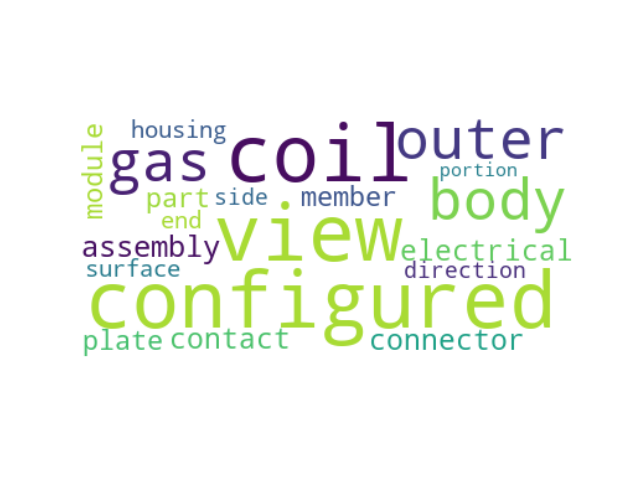 housing
coil
outer
module
gas
portion
part
side
member
body
end
view
assembly
electrical
surface
direction
configured
plate
contact
connector